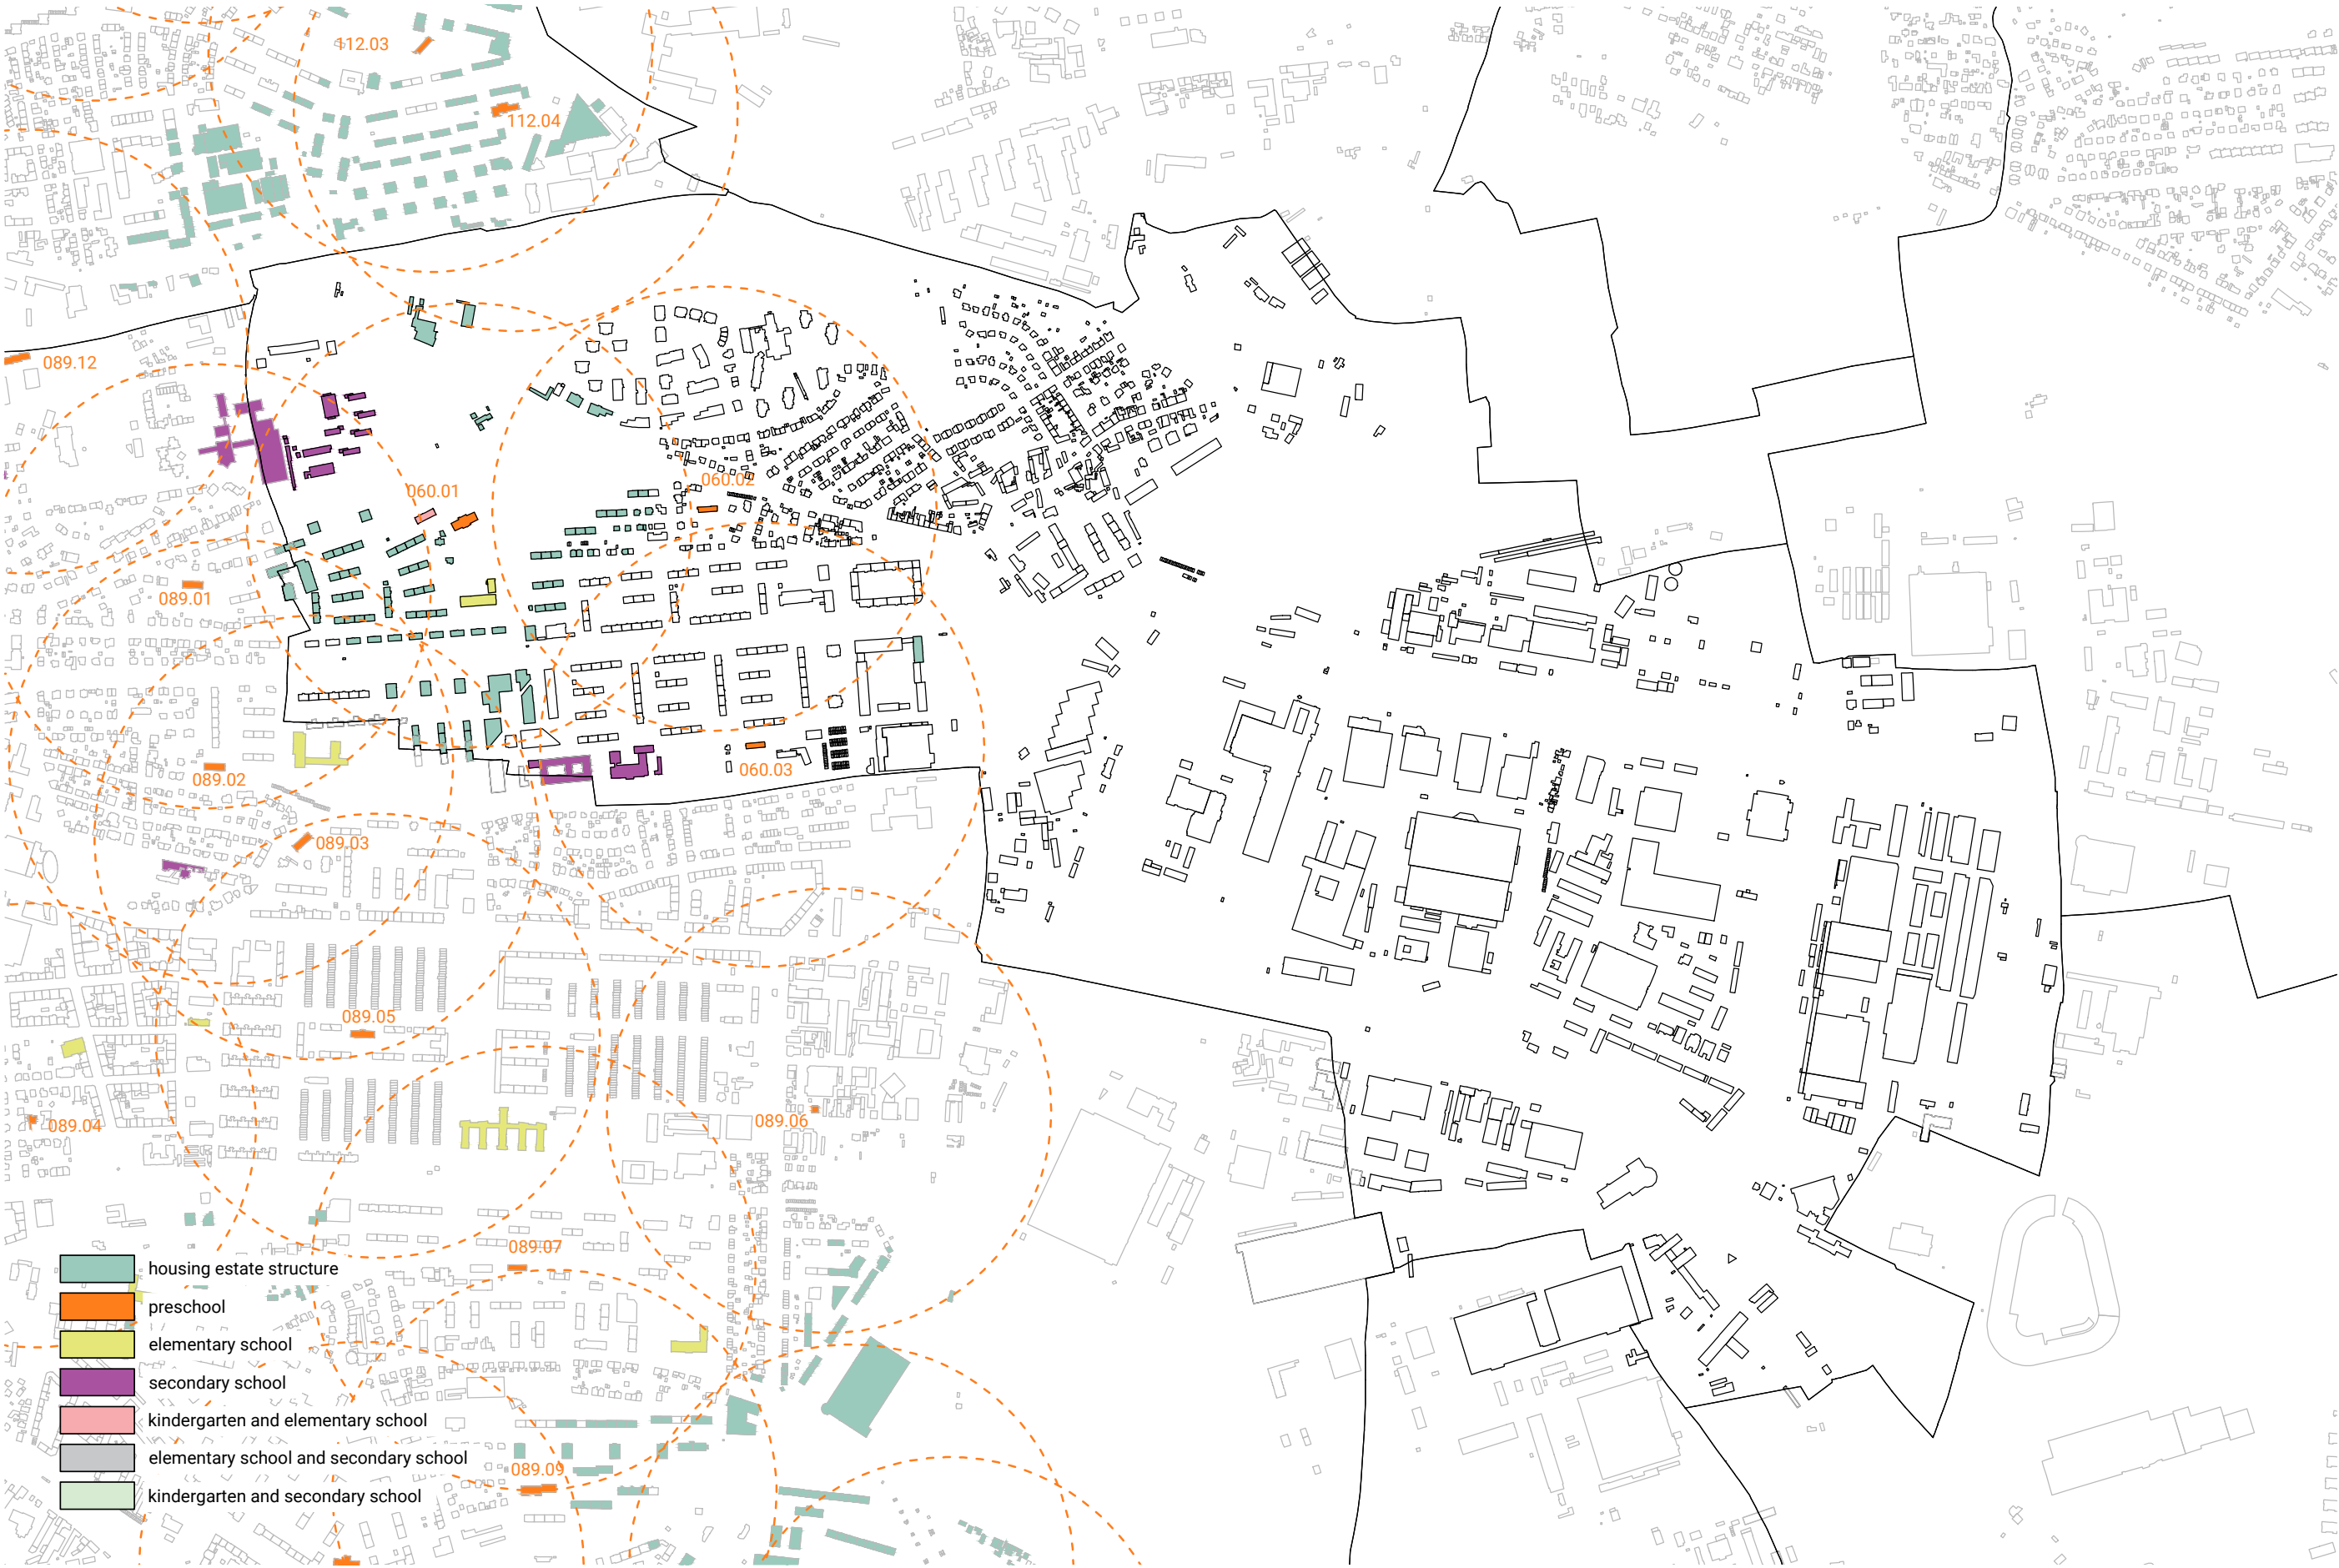 112.03
112.04
089.12
060.02
060.01
089.01
060.03
089.02
089.03
089.05
089.06
089.04
089.07
housing estate structure
preschool
elementary school
secondary school
kindergarten and elementary school
elementary school and secondary school
089.09
kindergarten and secondary school